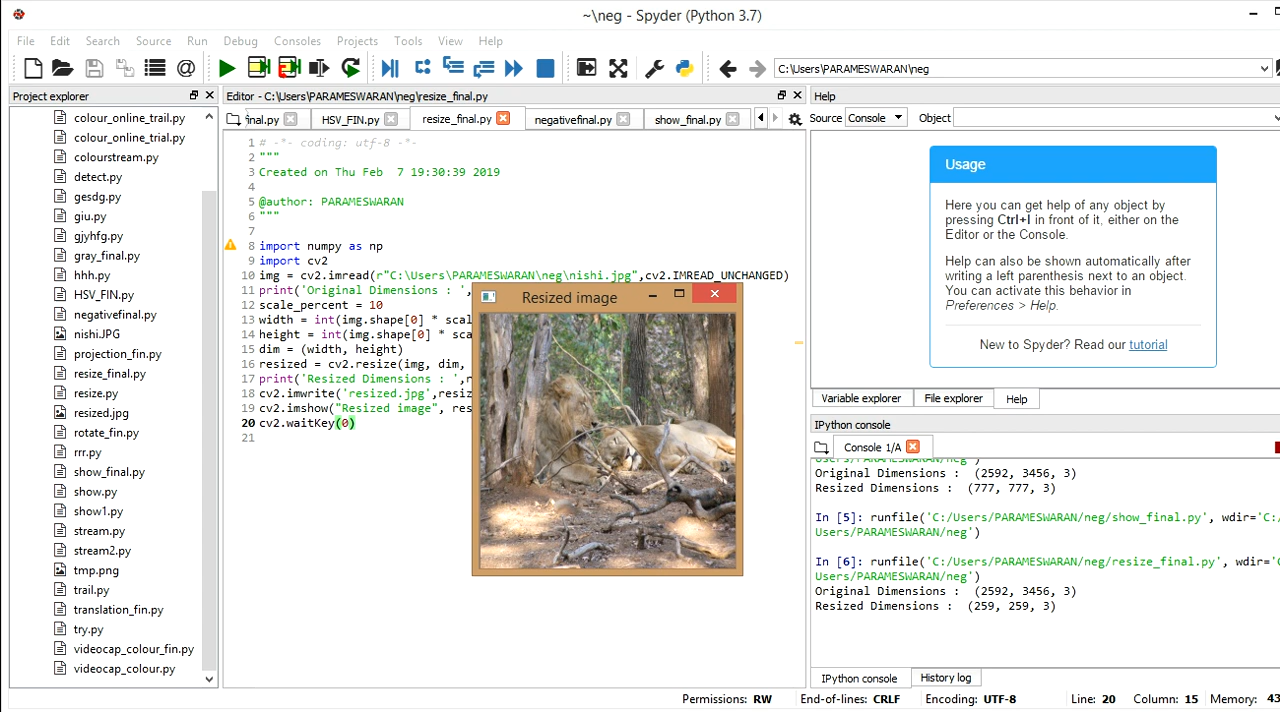 ~\neg - Spyder (Python 3.7)
File Edit Search Source Run Debug Consoles Projects Tools View Help
C:\Users\PARAMESWARAN\neg
Project explorer
colour_online_trail.py
colour_online_trial.py
colourstream.py
detect.py
gesdg.py
giu.py
gjyhfg.py
gray_final.py
hhh.py
HSV_FIN.py
negativefinal.py
nishi.JPG
projection_fin.py
resize_final.py
resize.py
resized.jpg
rotate_fin.py
rrr.py
show_final.py
show.py
show1.py
stream.py
stream2.py
tmp.png
trail.py
translation_fin.py
try.py
videocap_colour_fin.py
videocap_colour.py
Editor - C:\Users\PARAMESWARAN\neg\resize_final.py
final.py HSV_FIN.py resize_final.py negativefinal.py show_final.py
1 # -*- coding: utf-8 -*-
2 """
3 Created on Thu Feb  7 19:30:39 2019
4
5 @author: PARAMESWARAN
6 """
7
8 import numpy as np
9 import cv2
10 img = cv2.imread(r"C:\Users\PARAMESWARAN\neg\nishi.jpg",cv2.IMREAD_UNCHANGED)
11 print('Original Dimensions : ',
12 scale_percent = 10
13 width = int(img.shape[0] * scal
14 height = int(img.shape[0] * sc
15 dim = (width, height)
16 resized = cv2.resize(img, dim,
17 print('Resized Dimensions : ',r
18 cv2.imwrite('resized.jpg',resiz
19 cv2.imshow("Resized image", res
20 cv2.waitKey(0)
21
Resized image
Help
Source Console Object
Usage
Here you can get help of any object by
pressing Ctrl+I in front of it, either on the
Editor or the Console.
Help can also be shown automatically after
writing a left parenthesis next to an object.
You can activate this behavior in
Preferences > Help.
New to Spyder? Read our tutorial
Variable explorer File explorer Help
IPython console
Console 1/A
Users/PARAMESWARAN/neg')
Original Dimensions :  (2592, 3456, 3)
Resized Dimensions :  (777, 777, 3)
In [5]: runfile('C:/Users/PARAMESWARAN/neg/show_final.py', wdir='C:/
Users/PARAMESWARAN/neg')
In [6]: runfile('C:/Users/PARAMESWARAN/neg/resize_final.py', wdir='C
Users/PARAMESWARAN/neg')
Original Dimensions :  (2592, 3456, 3)
Resized Dimensions :  (259, 259, 3)
IPython console History log
Permissions: RW End-of-lines: CRLF Encoding: UTF-8 Line: 20 Column: 15 Memory: 43